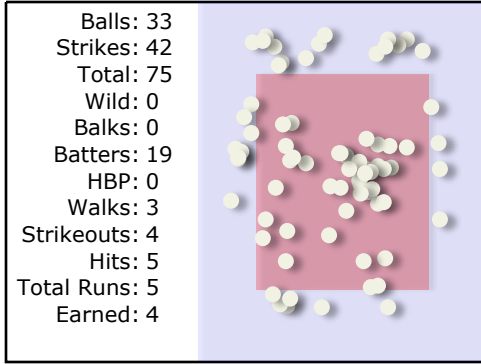 Balls: 33
Strikes: 42
Total: 75
Wild: 0
Balks: 0
Batters: 19
HBP: 0
Walks: 3
Strikeouts: 4
Hits: 5
Total Runs: 5
Earned: 4